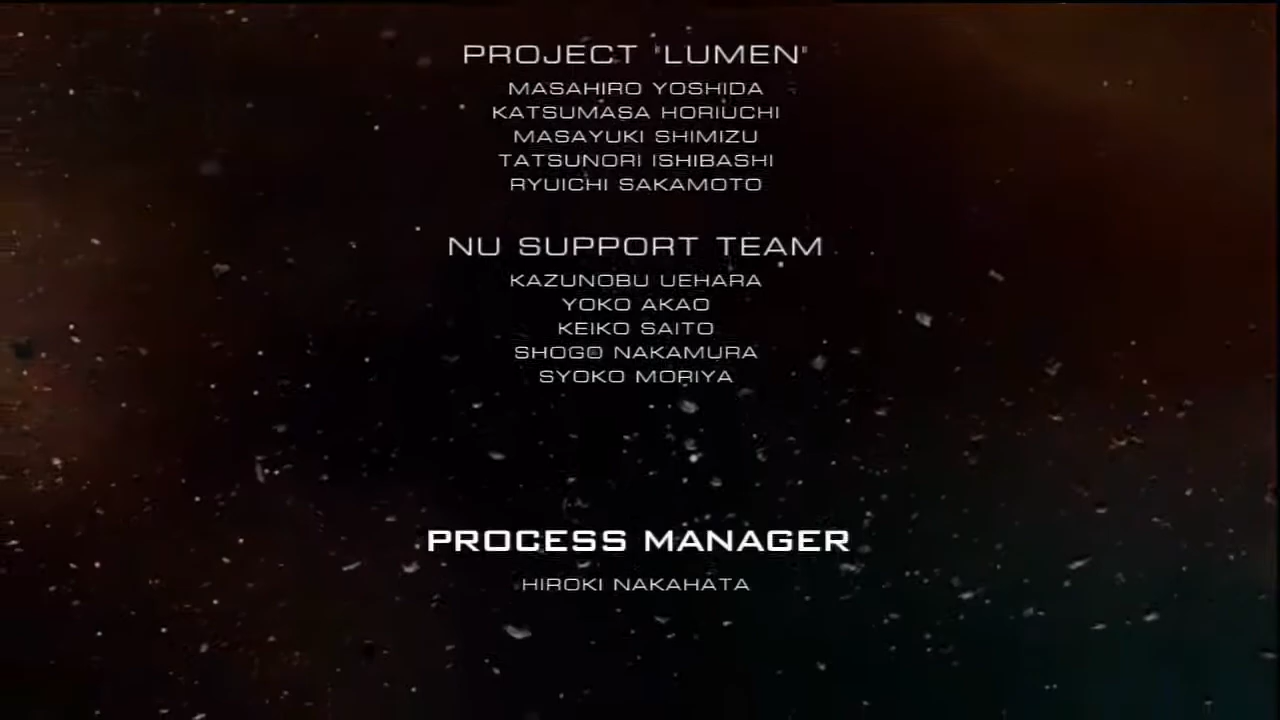 PROJECT "LUMEN"
MASAHIRO YOSHIDA
KATSUMASA HORIUCHI
MASAYUKI SHIMIZU
TATSUNORI ISHIBASHI
RYUICHI SAKAMOTO
NU SUPPORT TEAM
KAZUNOBU UEHARA
YOKO AKAO
KEIKO SAITO
SHOGO NAKAMURA
SYOKO MORIYA
PROCESS MANAGER
HIROKI NAKAHATA